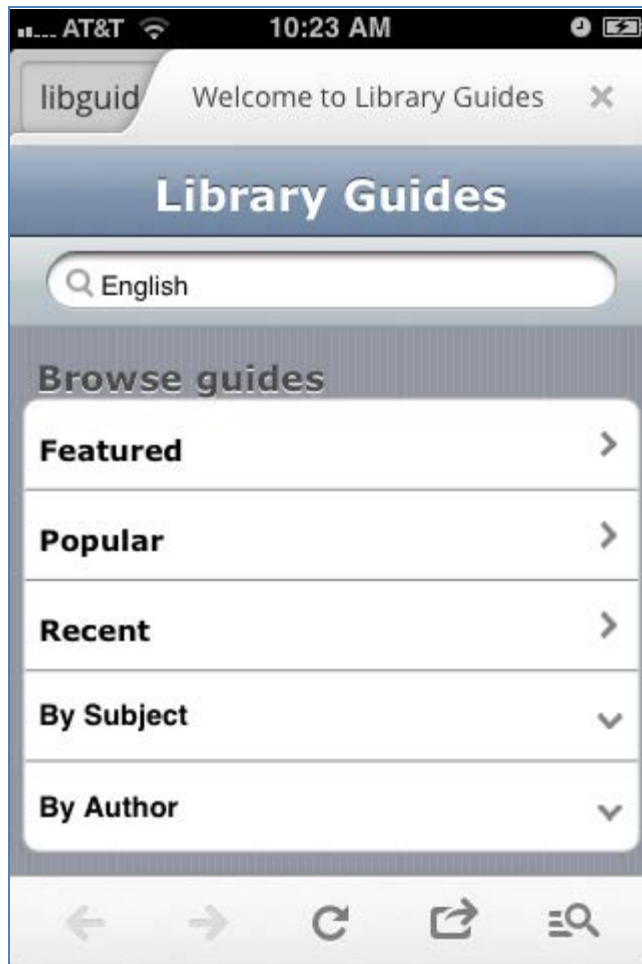 AT&T 10:23 AM
libguid Welcome to Library Guides
Library Guides
English
Browse guides
Featured
Popular
Recent
By Subject
By Author